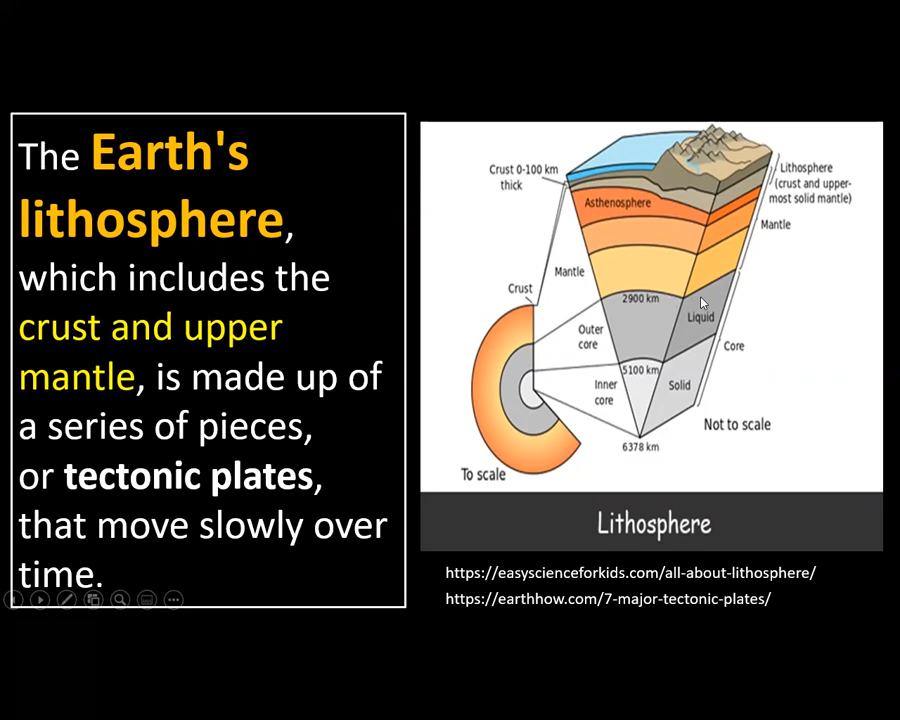 The Earth's
lithosphere,
which includes the
crust and upper
mantle, is made up of
a series of pieces,
or tectonic plates,
that move slowly over
time.
Crust 0-100 km
thick
Asthenosphere
Lithosphere
(crust and upper-
most solid mantle)
Mantle
Mantle
Crust
2900 km
Liquid
Outer
core
Core
5100 km
Inner
core
Solid
Not to scale
6378 km
To scale
Lithosphere
https://easyscienceforkids.com/all-about-lithosphere/
https://earthhow.com/7-major-tectonic-plates/